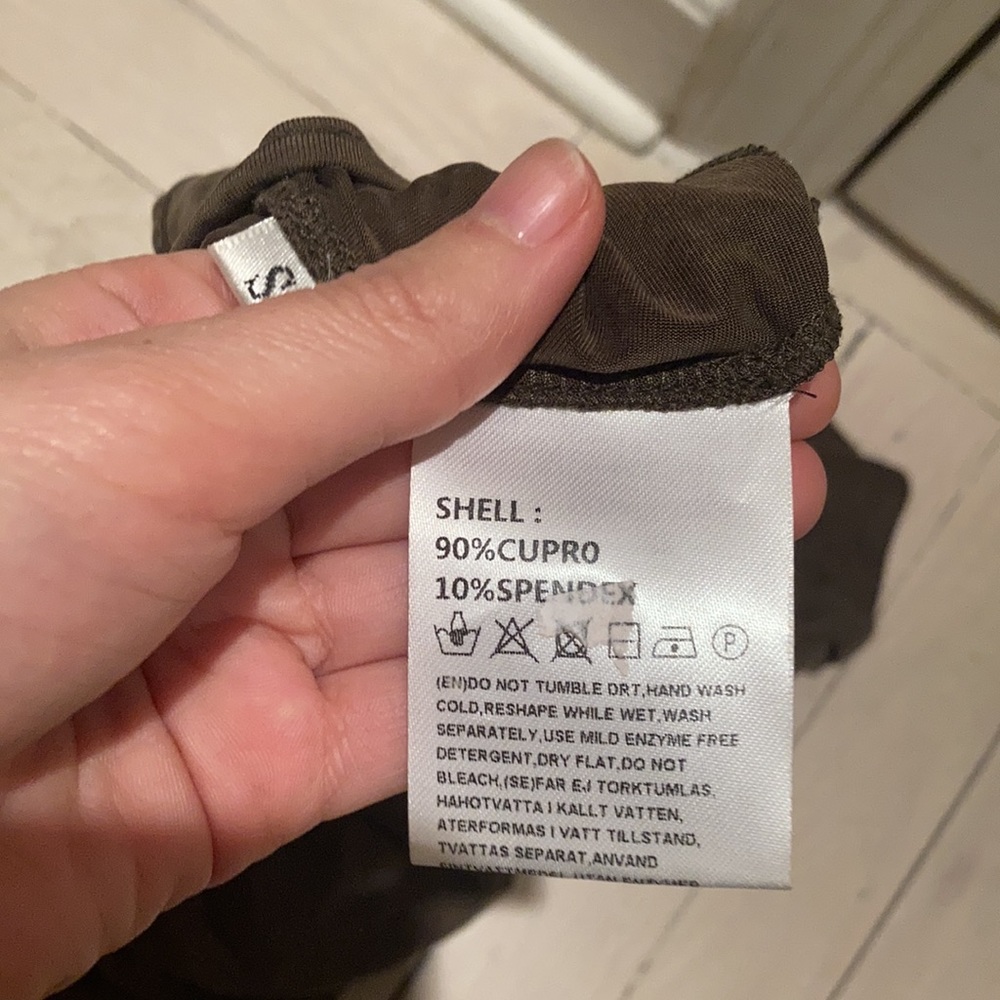 S
SHELL :
90%CUPRO
10%SPENDEX
P
(EN)DO NOT TUMBLE DRT,HAND WASH
COLD,RESHAPE WHILE WET,WASH
SEPARATELY,USE MILD ENZYME FREE
DETERGENT,DRY FLAT,DO NOT
BLEACH,(SE)FAR EJ TORKTUMLAS,
HAHOTVATTA I KALLT VATTEN,
ATERFORMAS I VATT TILLSTAND,
TVATTAS SEPARAT,ANVAND